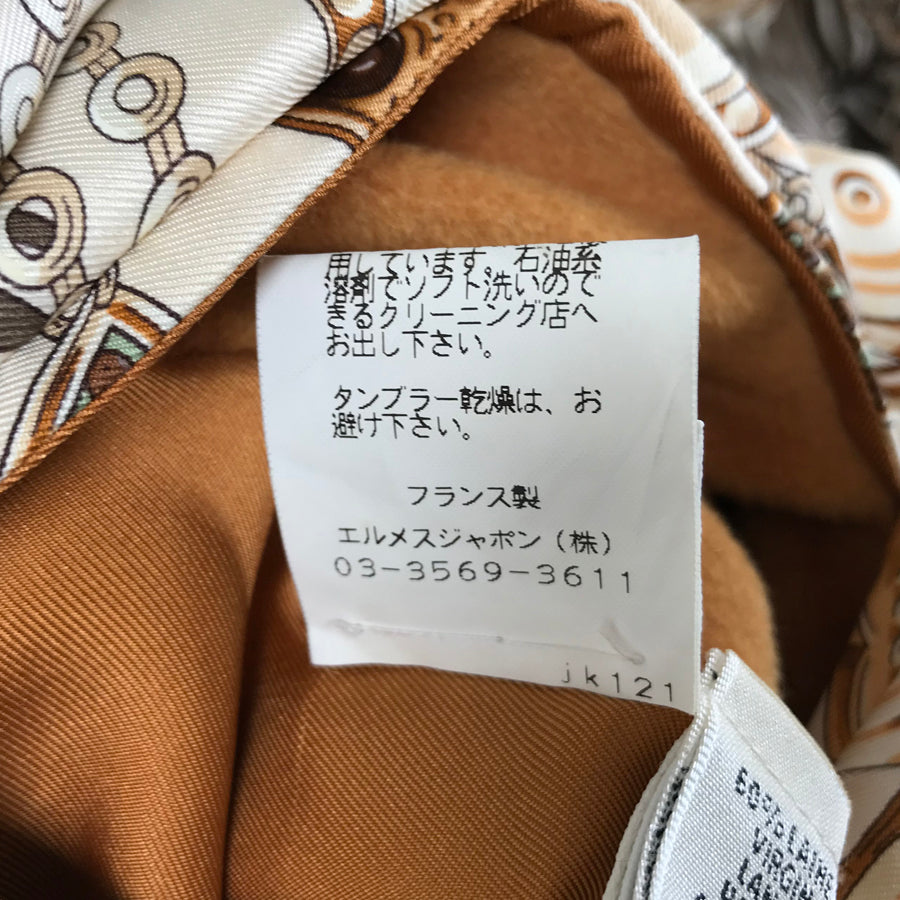 用しています。石油系
溶剤でソフト洗いので
きるクリーニング店へ
お出し下さい。
タンブラー乾燥は、お
避け下さい。
フランス製
エルメスジャポン(株)
03-3569-3611
jk121
50% LAINE
VIRGIN